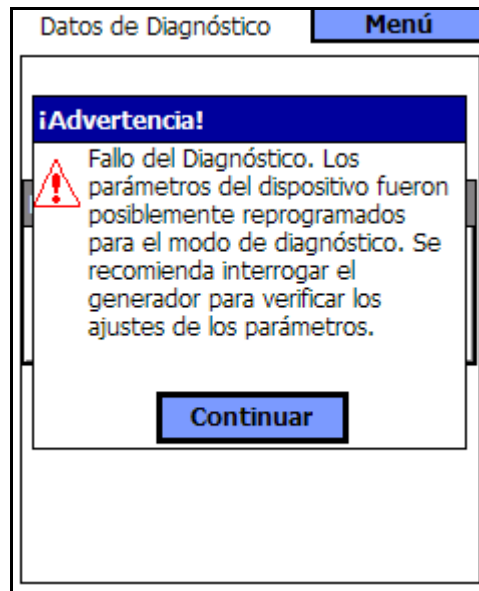 Datos de Diagnóstico
Menú
¡Advertencia!
Fallo del Diagnóstico. Los
parámetros del dispositivo fueron
posiblemente reprogramados
para el modo de diagnóstico. Se
recomienda interrogar el
generador para verificar los
ajustes de los parámetros.
Continuar